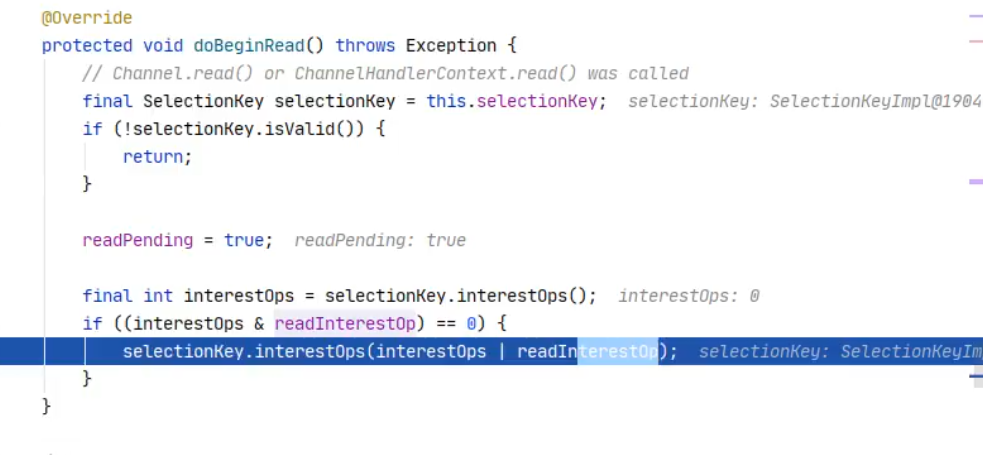 @Override
protected void doBeginRead() throws Exception {
// Channel.read() or ChannelHandlerContext.read() was called
final SelectionKey selectionKey = this.selectionKey; selectionKey: SelectionKeyImpl@1904
if (!selectionKey.isValid()) {
return;
}
readPending = true; readPending: true
final int interestOps = selectionKey.interestOps(); interestOps: 0
if ((interestOps & readInterestOp) == 0) {
selectionKey.interestOps(interestOps | readInterestOp); selectionKey: SelectionKeyIm
}
}